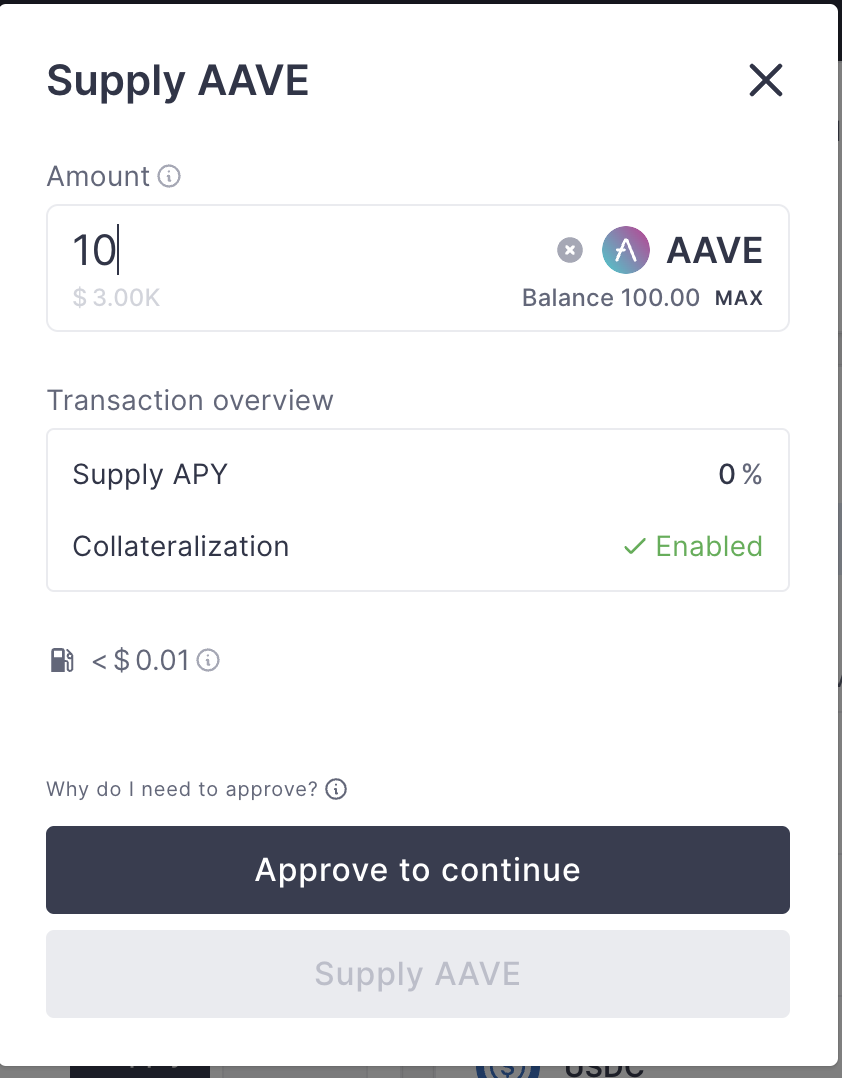 Supply AAVE
Amount
10
AAVE
$ 3.00K
Balance 100.00 MAX
Transaction overview
Supply APY 0 %
Collateralization Enabled
< $ 0.01
Why do I need to approve?
Approve to continue
Supply AAVE
USDC